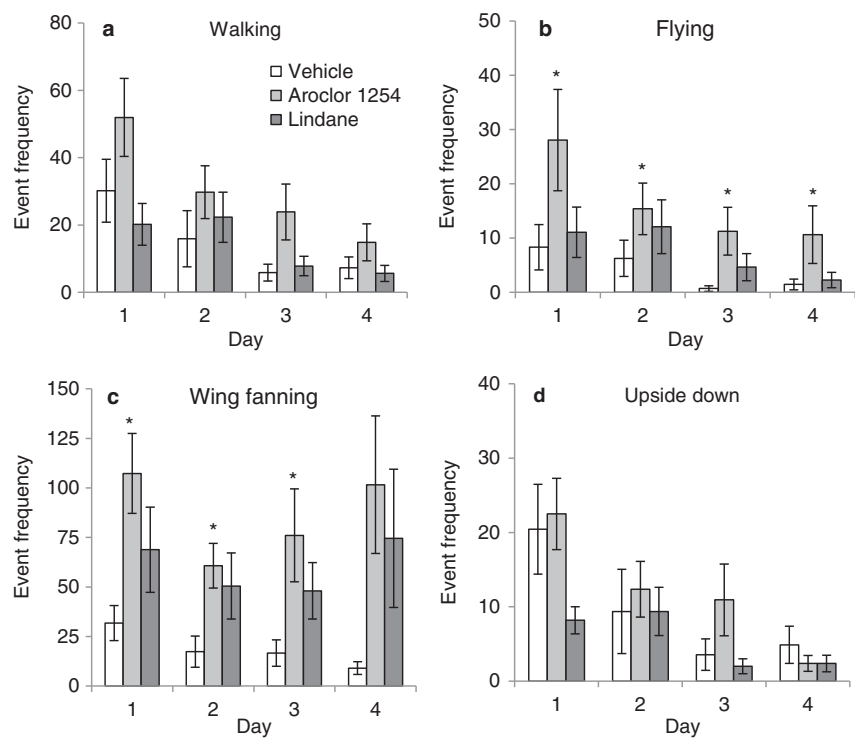 a Walking
Vehicle
Aroclor 1254
Lindane
Event frequency
80
60
40
20
0
1 2 3 4
Day
b Flying
Event frequency
50
40
30
20
10
0
* * * *
1 2 3 4
Day
c Wing fanning
Event frequency
150
125
100
75
50
25
0
* * *
1 2 3 4
Day
d Upside down
Event frequency
40
30
20
10
0
1 2 3 4
Day